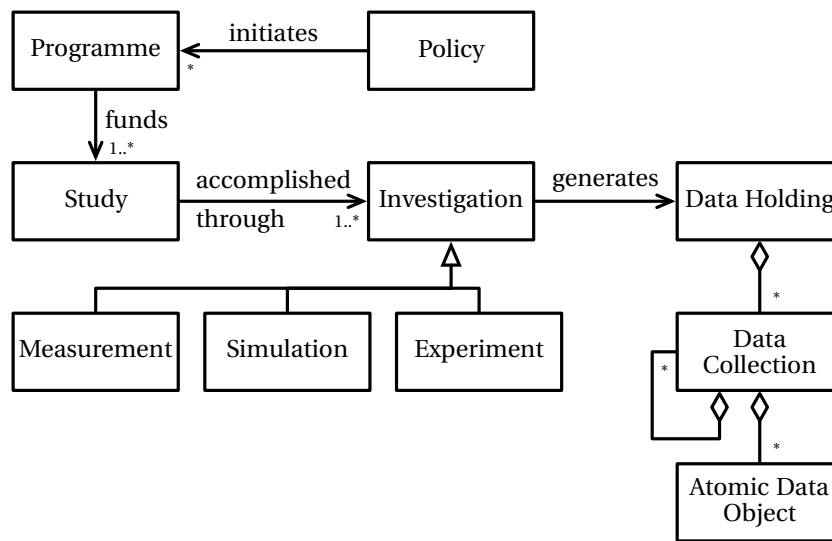 Programme
initiates
Policy
*
funds
1..*
Study
accomplished
through
1..*
Investigation
generates
Data Holding
*
Measurement
Simulation
Experiment
Data
Collection
*
*
Atomic Data
Object